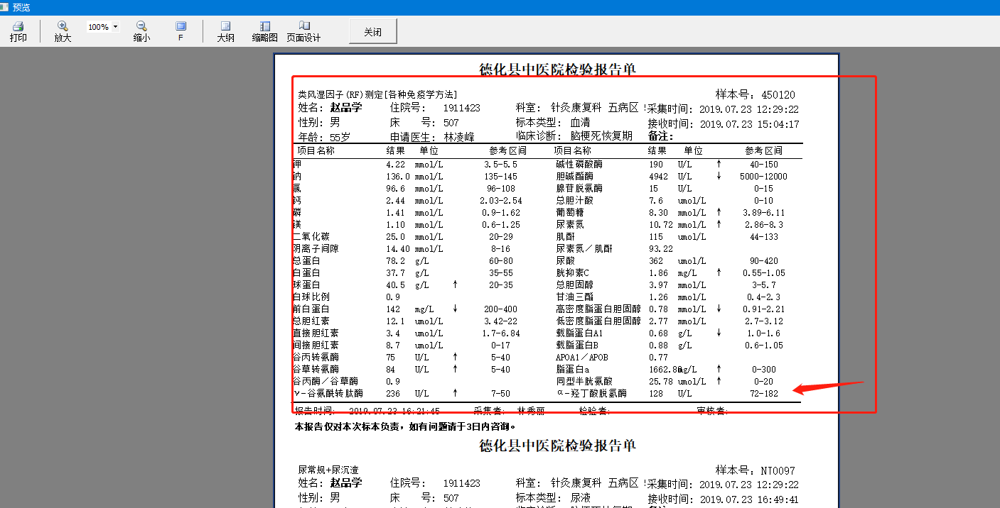 预览
打印 放大 100% 缩小 F 大纲 缩略图 页面设计 关闭
德化县中医院检验报告单
类风湿因子(RF)测定[各种免疫学方法] 样本号: 450120
姓名: 赵品学 住院号: 1911423 科室: 针灸康复科 五病区 采集时间: 2019.07.23 12:29:22
性别: 男 床 号: 507 标本类型: 血清 接收时间: 2019.07.23 15:04:17
年龄: 55岁 申请医生: 林凌峰 临床诊断: 脑梗死恢复期 备注:
项目名称 结果 单位 参考区间 项目名称 结果 单位 参考区间
钾 4.22 mmol/L 3.5-5.5 碱性磷酸酶 190 U/L ↑ 40-150
钠 136.0 mmol/L 135-145 胆碱酯酶 4942 U/L ↓ 5000-12000
氯 96.6 mmol/L 96-108 腺苷脱氨酶 15 U/L 0-15
钙 2.44 mmol/L 2.03-2.54 总胆汁酸 7.6 umol/L 0-10
磷 1.41 mmol/L 0.9-1.62 葡萄糖 8.30 mmol/L ↑ 3.89-6.11
镁 1.10 mmol/L 0.6-1.25 尿素氮 10.72 mmol/L ↑ 2.86-8.3
二氧化碳 25.0 mmol/L 20-29 肌酐 115 umol/L 44-133
阴离子间隙 14.40 mmol/L 8-16 尿素氮／肌酐 93.22
总蛋白 78.2 g/L 60-80 尿酸 362 umol/L 90-420
白蛋白 37.7 g/L 35-55 胱抑素C 1.86 mg/L ↑ 0.55-1.05
球蛋白 40.5 g/L ↑ 20-35 总胆固醇 3.97 mmol/L 3-5.7
白球比例 0.9 甘油三酯 1.26 mmol/L 0.4-2.3
前白蛋白 142 mg/L ↓ 200-400 高密度脂蛋白胆固醇 0.78 mmol/L ↓ 0.91-2.21
总胆红素 12.1 umol/L 3.42-22 低密度脂蛋白胆固醇 2.77 mmol/L 2.7-3.12
直接胆红素 3.4 umol/L 1.7-6.84 载脂蛋白A1 0.68 g/L ↓ 1.0-1.6
间接胆红素 8.7 umol/L 0-17 载脂蛋白B 0.88 g/L 0.6-1.05
谷丙转氨酶 75 U/L ↑ 5-40 APOA1／APOB 0.77
谷草转氨酶 84 U/L ↑ 5-40 脂蛋白a 1662.80mg/L ↑ 0-300
谷丙酶／谷草酶 0.9 同型半胱氨酸 25.78 umol/L ↑ 0-20
γ-谷氨酰转肽酶 236 U/L ↑ 7-50 α-羟丁酸脱氢酶 128 U/L 72-182
报告时间: 2019.07.23 16:21:45 采集者: 林秀丽 检验者: 审核者:
本报告仅对本次标本负责，如有问题请于3日内咨询。
德化县中医院检验报告单
尿常规+尿沉渣 样本号: NT0097
姓名: 赵品学 住院号: 1911423 科室: 针灸康复科 五病区 采集时间: 2019.07.23 12:29:22
性别: 男 床 号: 507 标本类型: 尿液 接收时间: 2019.07.23 16:49:41